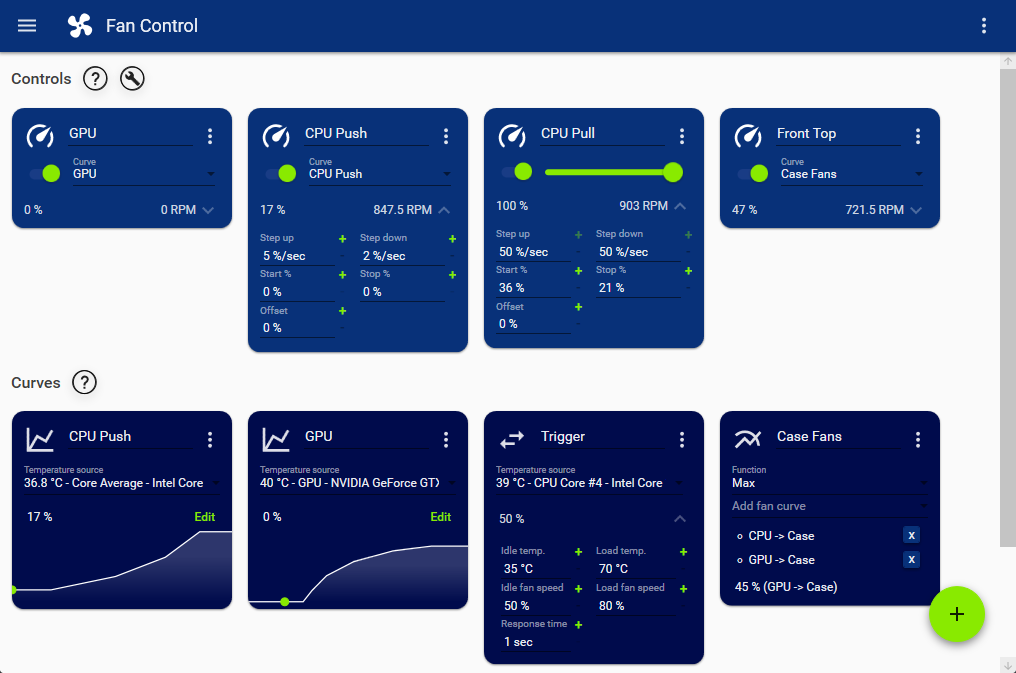 Fan Control
Controls ?
GPU
Curve
GPU
0 % 0 RPM
CPU Push
Curve
CPU Push
17 % 847.5 RPM
Step up + Step down +
5 %/sec - 2 %/sec -
Start % + Stop % +
0 % - 0 % -
Offset +
0 % -
CPU Pull
100 % 903 RPM
Step up + Step down +
50 %/sec - 50 %/sec -
Start % + Stop % +
36 % - 21 % -
Offset +
0 % -
Front Top
Curve
Case Fans
47 % 721.5 RPM
Curves ?
CPU Push
Temperature source
36.8 °C - Core Average - Intel Core
17 % Edit
GPU
Temperature source
40 °C - GPU - NVIDIA GeForce GTX
0 % Edit
Trigger
Temperature source
39 °C - CPU Core #4 - Intel Core
50 %
Idle temp. + Load temp. +
35 °C 70 °C
Idle fan speed + Load fan speed +
50 % 80 %
Response time +
1 sec
Case Fans
Function
Max
Add fan curve
CPU -> Case X
GPU -> Case X
45 % (GPU -> Case)
+